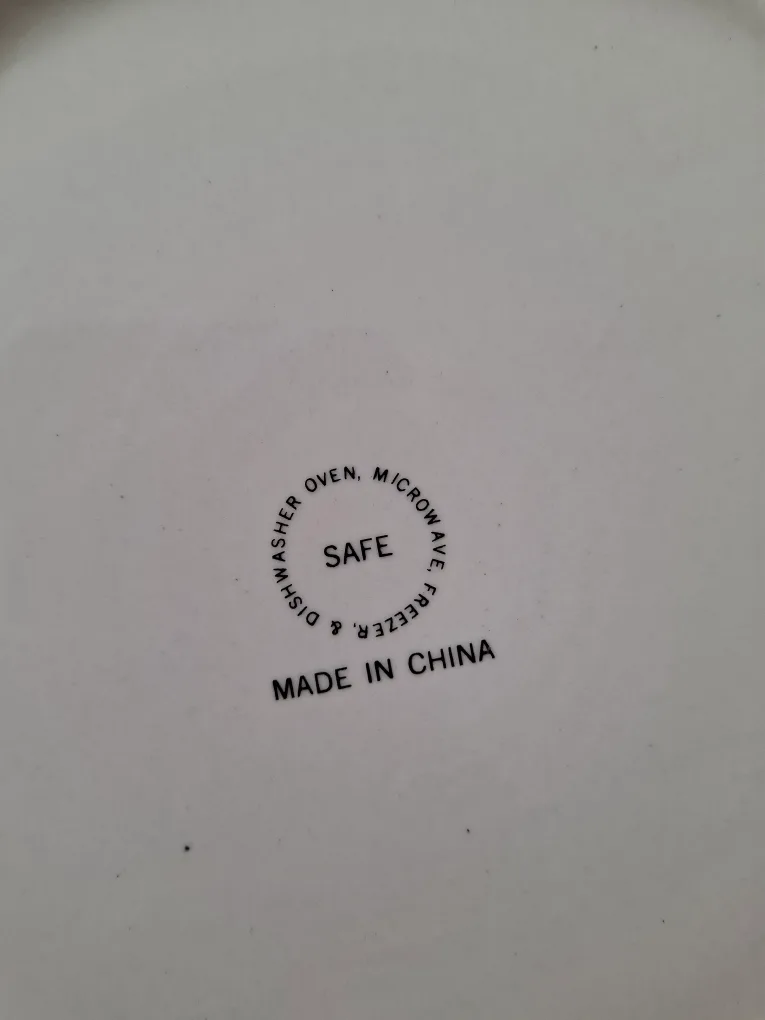 OVEN, MICROWAVE, FREEZER, & DISHWASHER
SAFE
MADE IN CHINA